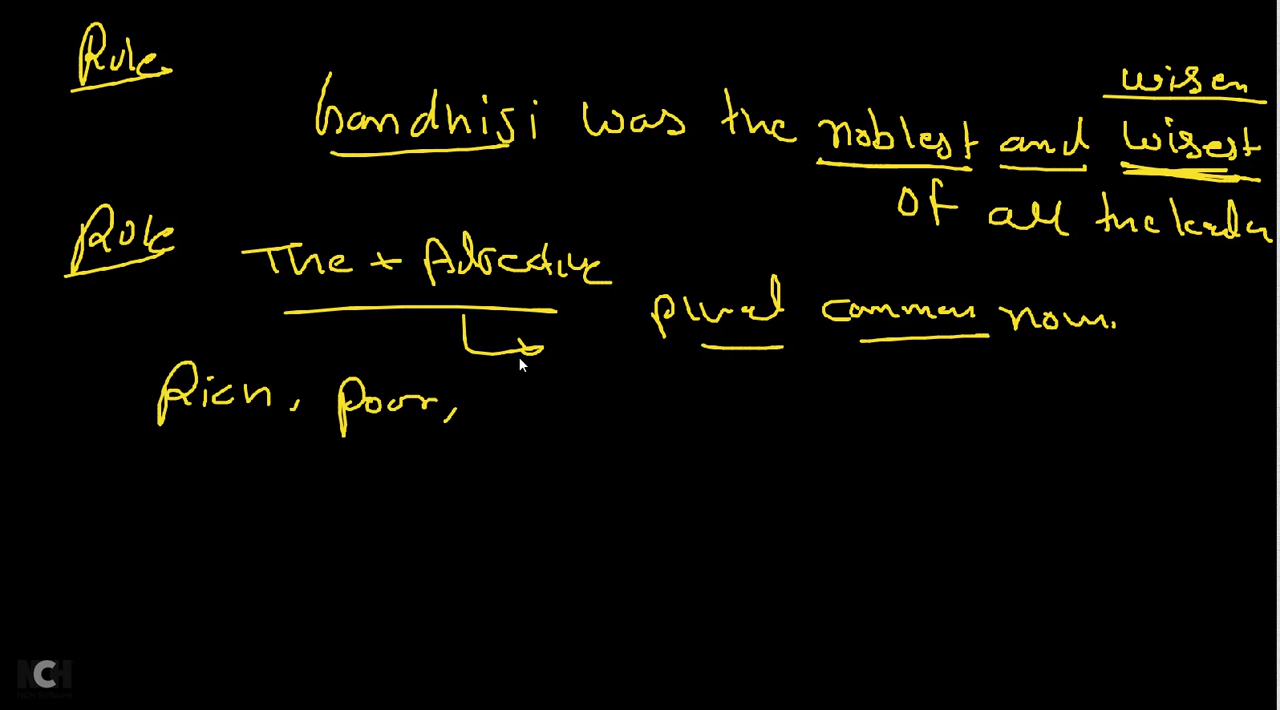 Rule
wiser
Gandhiji was the noblest and wisest
of all the leader
Rule
The + Adjective plural common noun.
Rich, poor,